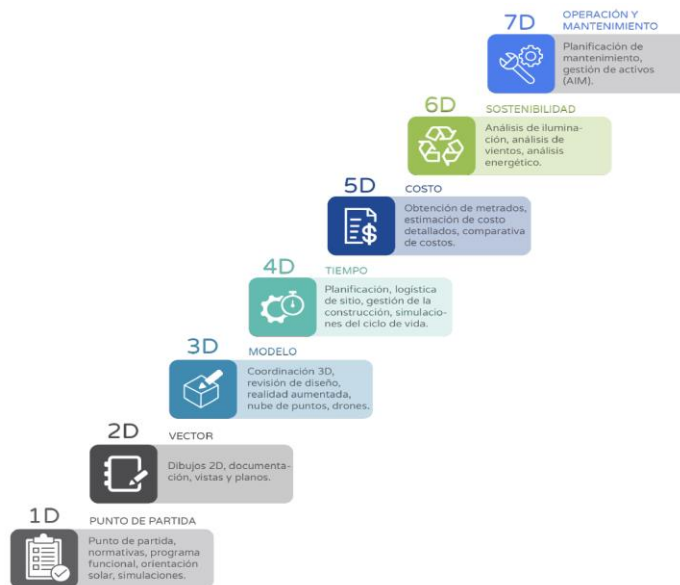 7D
OPERACIÓN Y
MANTENIMIENTO
Planificación de
mantenimiento,
gestión de activos
(AIM).
6D
SOSTENIBILIDAD
Análisis de ilumina-
ción, análisis de
vientos, análisis
energético.
5D
COSTO
Obtención de metrados,
estimación de costo
detallados, comparativa
de costos.
4D
TIEMPO
Planificación, logística
de sitio, gestión de la
construcción, simulacio-
nes del ciclo de vida.
3D
MODELO
Coordinación 3D,
revisión de diseño,
realidad aumentada,
nube de puntos, drones.
2D
VECTOR
Dibujos 2D, documenta-
ción, vistas y planos.
1D
PUNTO DE PARTIDA
Punto de partida,
normativas, programa
funcional, orientación
solar, simulaciones.